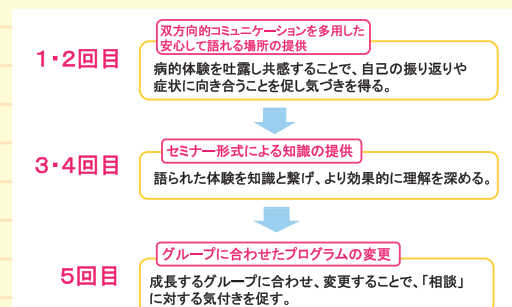 1・2回目
双方向的コミュニケーションを多用した
安心して語れる場所の提供
病的体験を吐露し共感することで、自己の振り返りや
症状に向き合うことを促し気づきを得る。
3・4回目
セミナー形式による知識の提供
語られた体験を知識と繋げ、より効果的に理解を深める。
5回目
グループに合わせたプログラムの変更
成長するグループに合わせ、変更することで、「相談」
に対する気付きを促す。